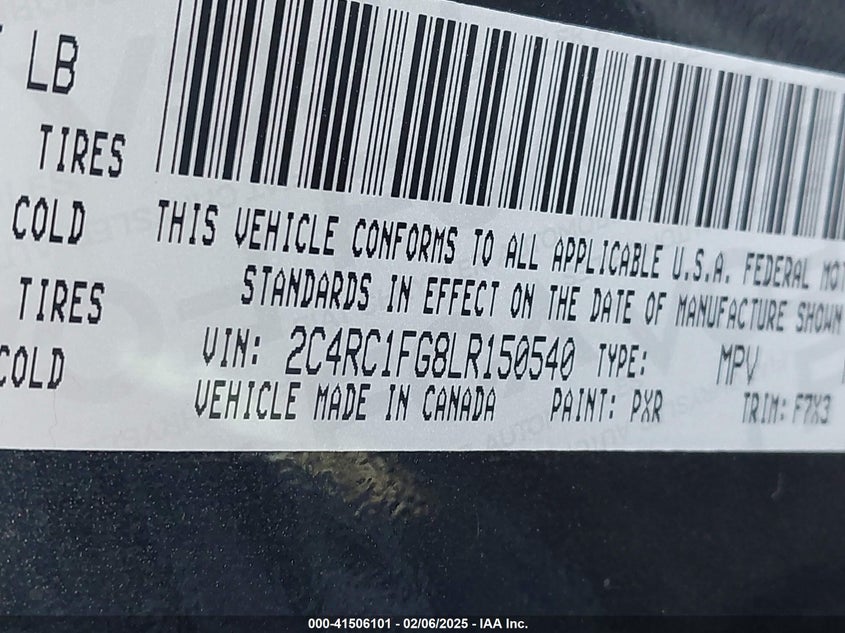 LB
TIRES
COLD
TIRES
COLD
THIS VEHICLE CONFORMS TO ALL APPLICABLE U.S.A. FEDERAL MOT
STANDARDS IN EFFECT ON THE DATE OF MANUFACTURE SHOWN
VIN: 2C4RC1FG8LR150540 TYPE: MPV
VEHICLE MADE IN CANADA PAINT: PXR TRIM: F7X3
000-41506101 - 02/06/2025 - IAA Inc.